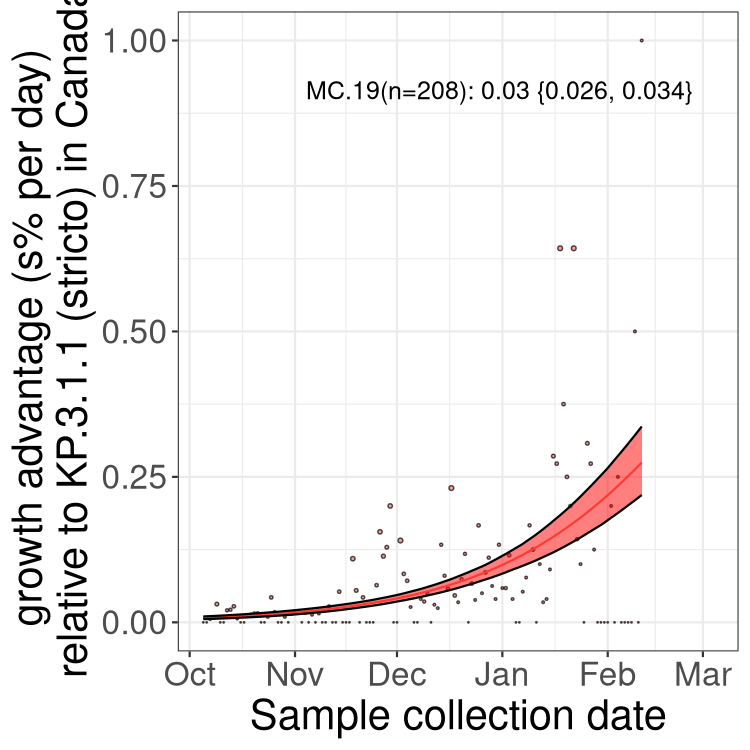 growth advantage (s% per day)
relative to KP.3.1.1 (stricto) in Canada
1.00
0.75
0.50
0.25
0.00
MC.19(n=208): 0.03 {0.026, 0.034}
Oct Nov Dec Jan Feb Mar
Sample collection date